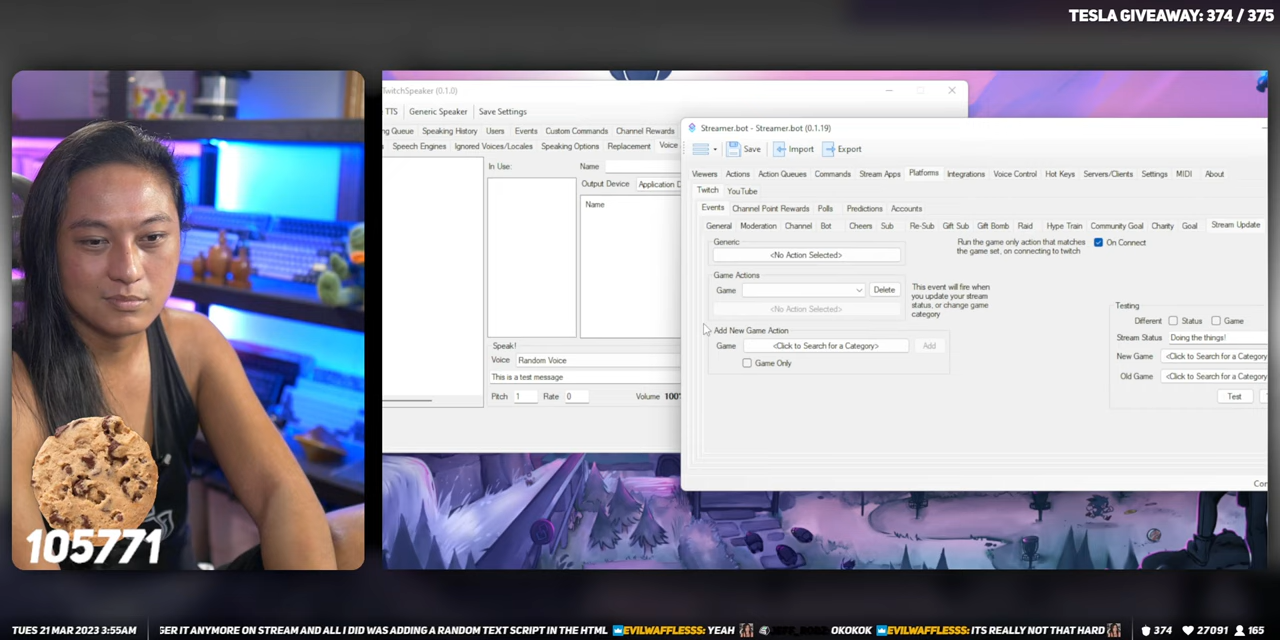 TESLA GIVEAWAY: 374 / 375
TwitchSpeaker (0.1.0)
TTS Generic Speaker Save Settings
ng Queue Speaking History Users Events Custom Commands Channel Rewards
Speech Engines Ignored Voices/Locales Speaking Options Replacement Voice
In Use: Name
Output Device Application D
Name
Speak!
Voice Random Voice
This is a test message
Pitch 1 Rate 0 Volume 100%
Streamer.bot - Streamer.bot (0.1.19)
Save Import Export
Viewers Actions Action Queues Commands Stream Apps Platforms Integrations Voice Control Hot Keys Servers/Clients Settings MIDI About
Twitch YouTube
Events Channel Point Rewards Polls Predictions Accounts
General Moderation Channel Bot Cheers Sub Re-Sub Gift Sub Gift Bomb Raid Hype Train Community Goal Charity Goal Stream Update
Generic
<No Action Selected>
Run the game only action that matches
the game set, on connecting to twitch
On Connect
Game Actions
Game Delete
<No Action Selected>
This event will fire when
you update your stream
status, or change game
category
Add New Game Action
Game <Click to Search for a Category> Add
Game Only
Testing
Different Status Game
Stream Status Doing the things!
New Game <Click to Search for a Category
Old Game <Click to Search for a Category
Test
Con
105771
TUES 21 MAR 2023 3:55AM
GER IT ANYMORE ON STREAM AND ALL I DID WAS ADDING A RANDOM TEXT SCRIPT IN THE HTML EVILWAFFLESSS: YEAH OKOKOK EVILWAFFLESSS: ITS REALLY NOT THAT HARD
374 27091 165